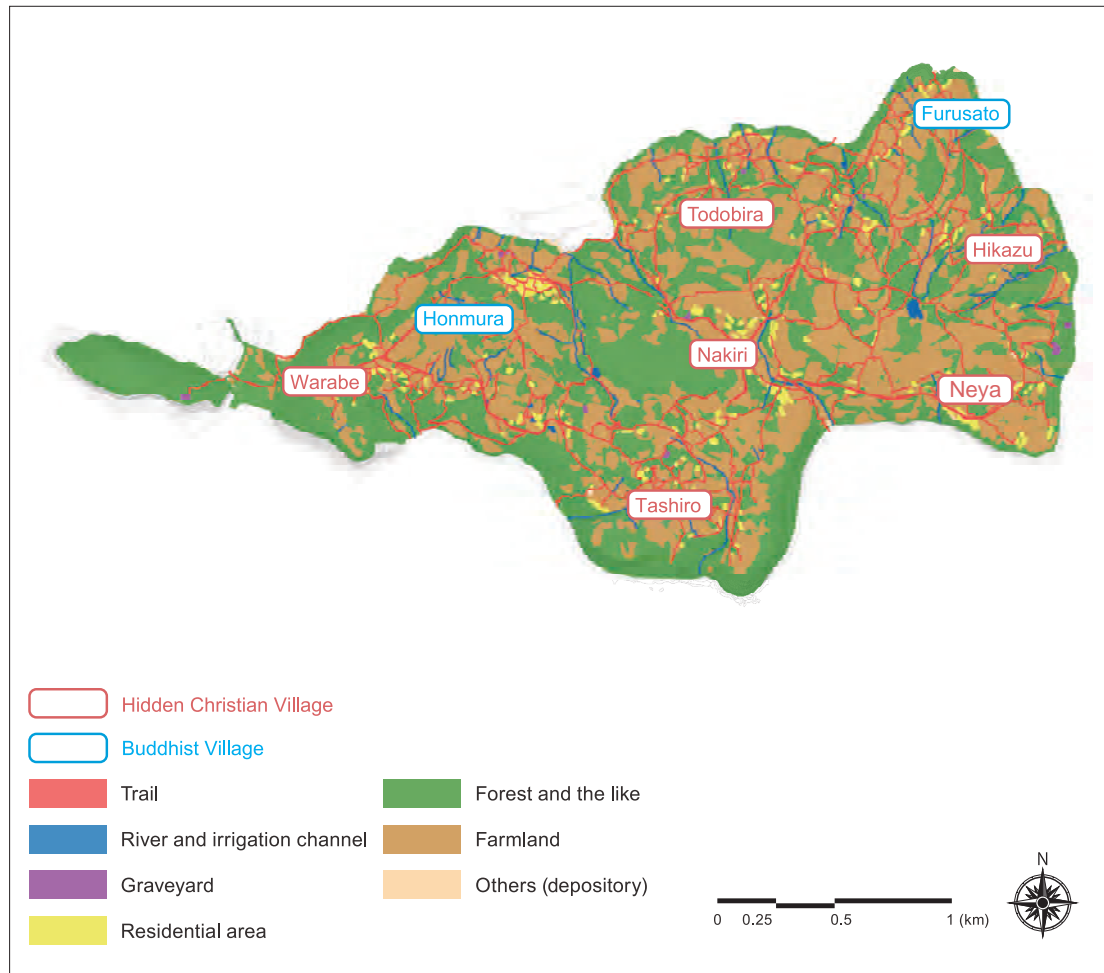 Furusato
Todobira
Hikazu
Honmura
Nakiri
Warabe
Neya
Tashiro
Hidden Christian Village
Buddhist Village
Trail
River and irrigation channel
Graveyard
Residential area
Forest and the like
Farmland
Others (depository)
0 0.25 0.5 1 (km)
N